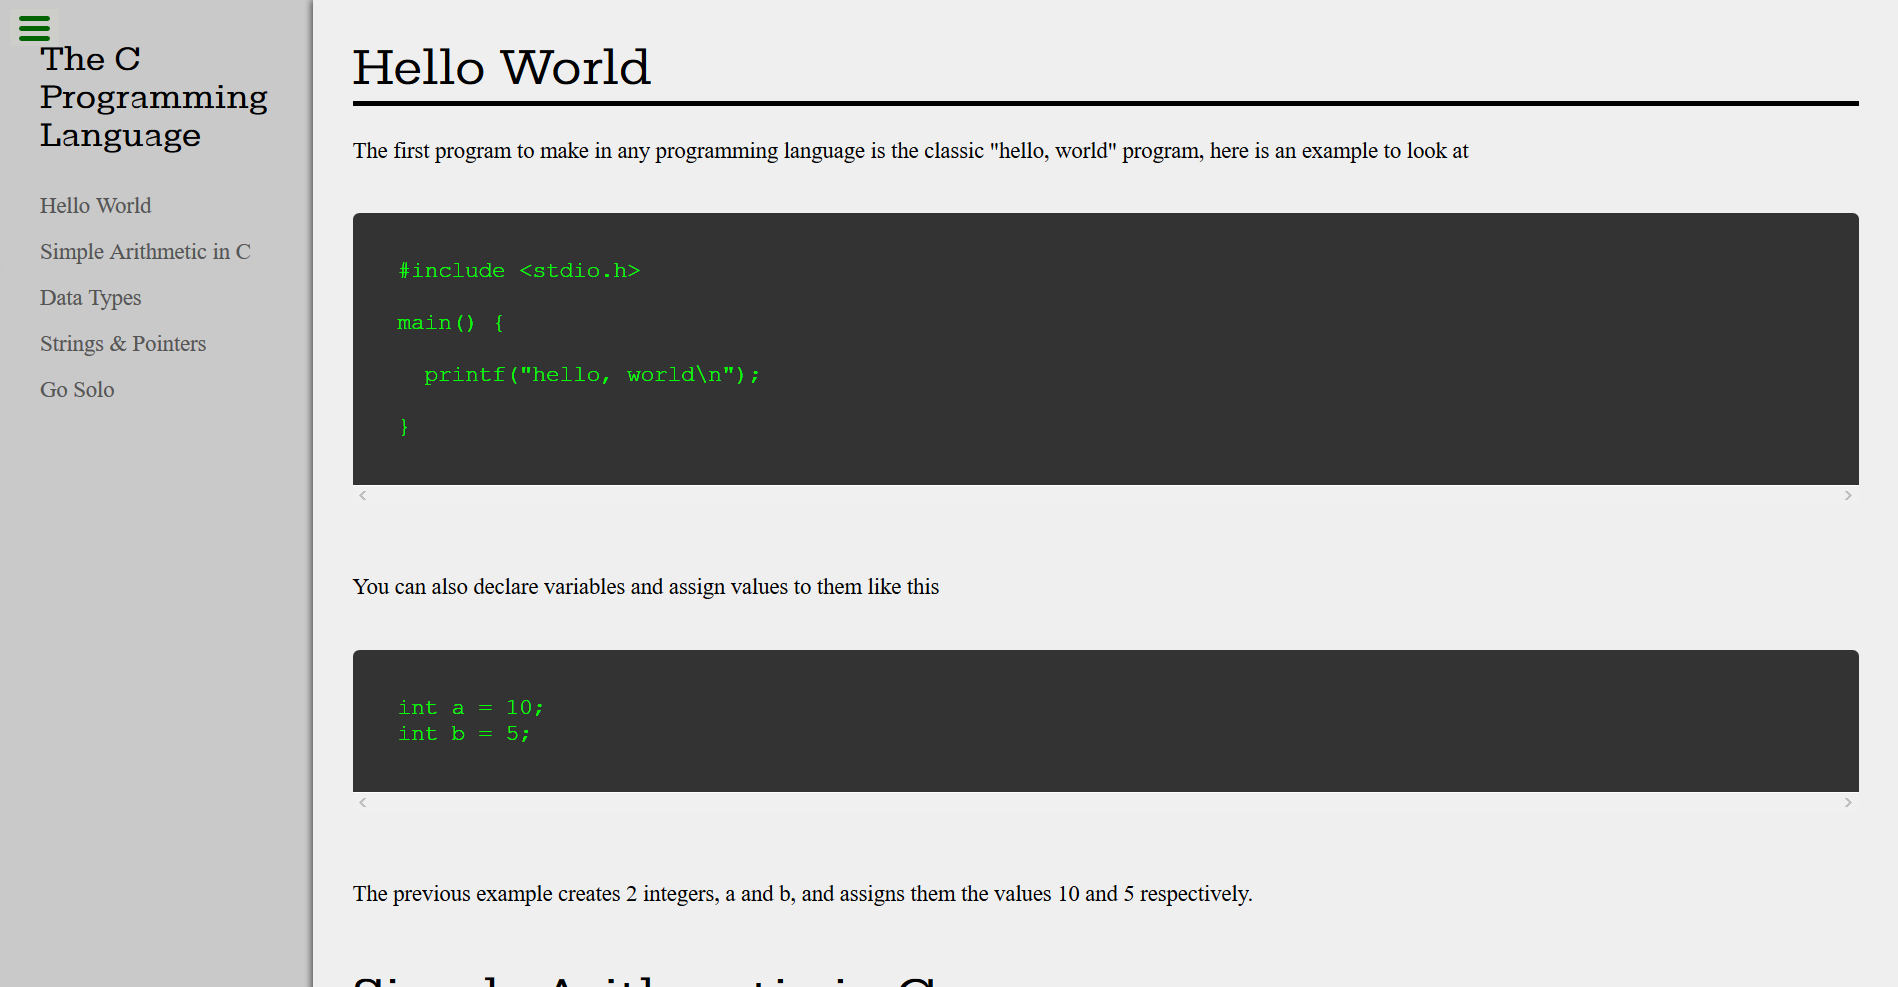 The C
Programming
Language
Hello World
Simple Arithmetic in C
Data Types
Strings & Pointers
Go Solo
Hello World
The first program to make in any programming language is the classic "hello, world" program, here is an example to look at
#include <stdio.h>
main() {
printf("hello, world\n");
}
You can also declare variables and assign values to them like this
int a = 10;
int b = 5;
The previous example creates 2 integers, a and b, and assigns them the values 10 and 5 respectively.
Simple Arithmetic in C